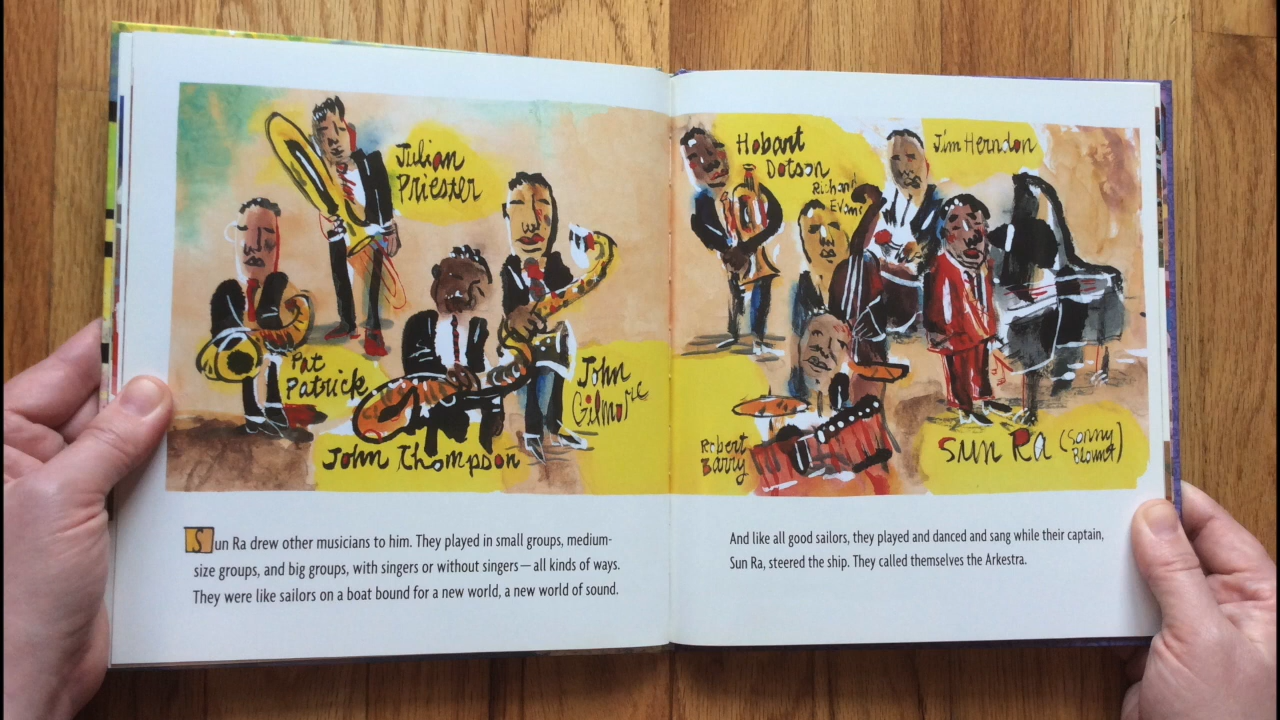 Julian
Priester
Pat
Patrick
John Thompson
John
Gilmore
Sun Ra drew other musicians to him. They played in small groups, medium-
size groups, and big groups, with singers or without singers—all kinds of ways.
They were like sailors on a boat bound for a new world, a new world of sound.
Hobart
Dotson
Richard
Evans
Jim Herndon
Robert
Barry
Sun Ra (Sonny
Blount)
And like all good sailors, they played and danced and sang while their captain,
Sun Ra, steered the ship. They called themselves the Arkestra.